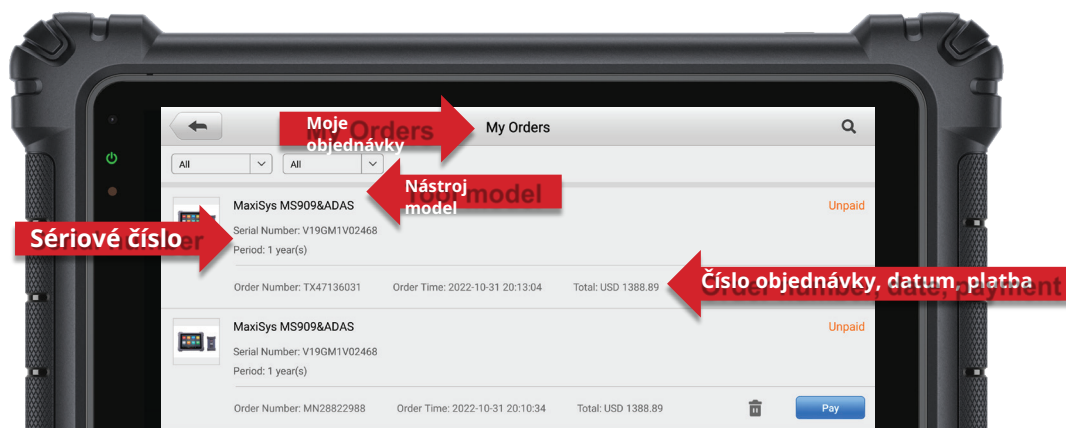 Moje
objednávky
My Orders
All
All
Nástroj
model
MaxiSys MS909&ADAS
Unpaid
Sériové číslo
Serial Number: V19GM1V02468
Period: 1 year(s)
Číslo objednávky, datum, platba
Order Number: TX47136031
Order Time: 2022-10-31 20:13:04
Total: USD 1388.89
MaxiSys MS909&ADAS
Unpaid
Serial Number: V19GM1V02468
Period: 1 year(s)
Order Number: MN28822988
Order Time: 2022-10-31 20:10:34
Total: USD 1388.89
Pay